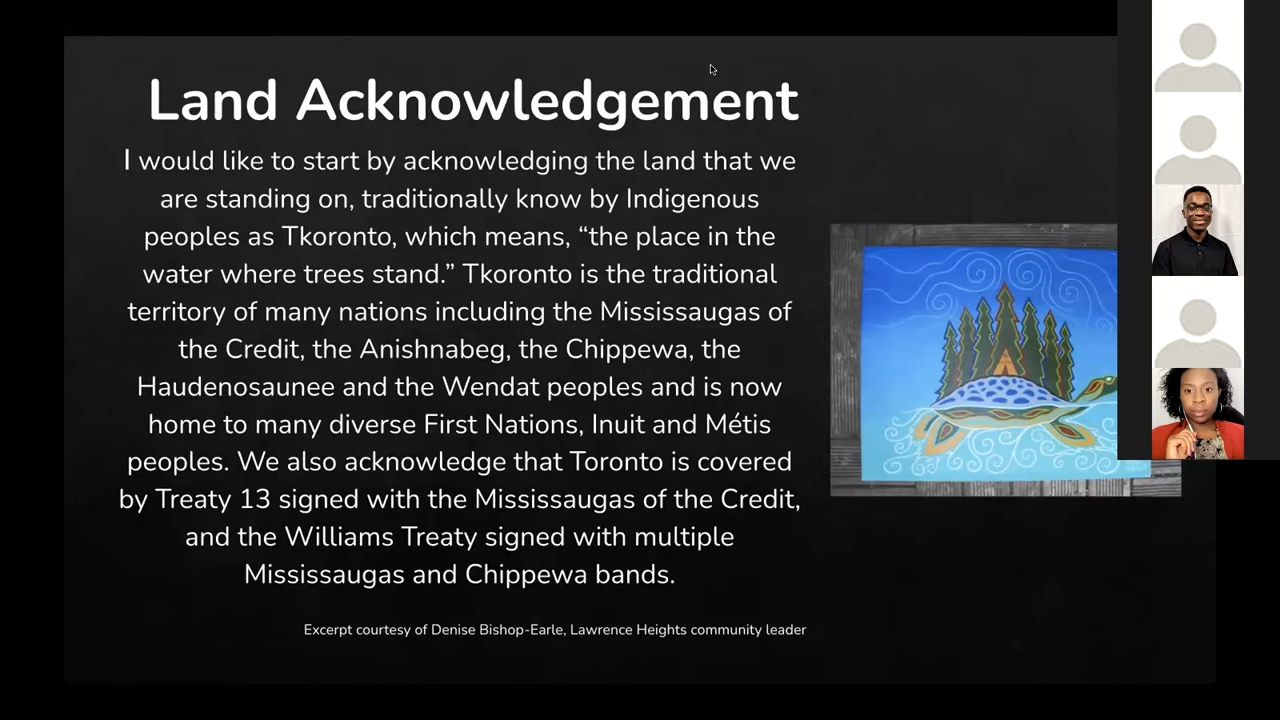 Land Acknowledgement
I would like to start by acknowledging the land that we
are standing on, traditionally know by Indigenous
peoples as Tkoronto, which means, “the place in the
water where trees stand.” Tkoronto is the traditional
territory of many nations including the Mississaugas of
the Credit, the Anishnabeg, the Chippewa, the
Haudenosaunee and the Wendat peoples and is now
home to many diverse First Nations, Inuit and Métis
peoples. We also acknowledge that Toronto is covered
by Treaty 13 signed with the Mississaugas of the Credit,
and the Williams Treaty signed with multiple
Mississaugas and Chippewa bands.
Excerpt courtesy of Denise Bishop-Earle, Lawrence Heights community leader